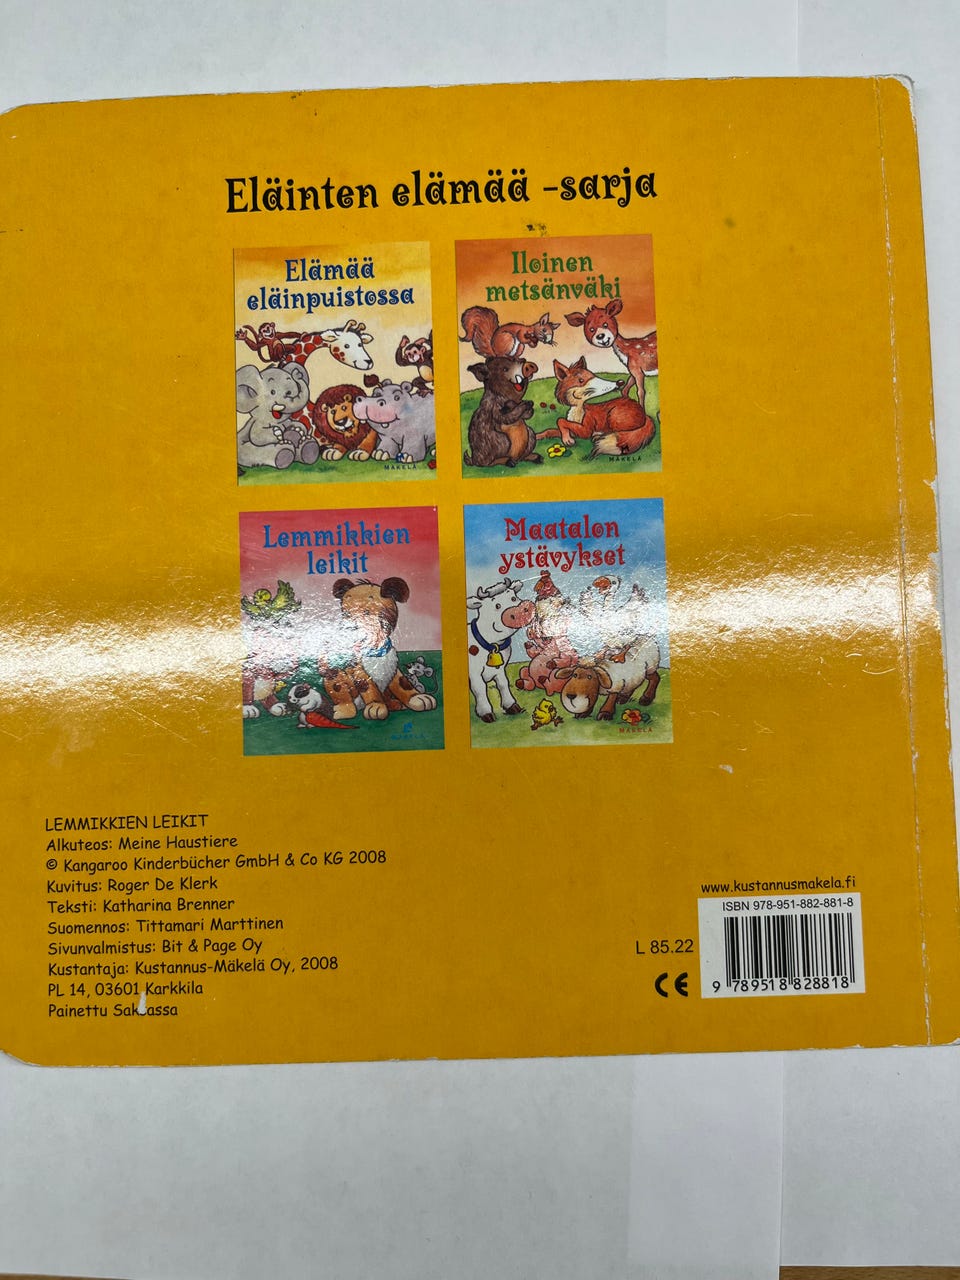 Eläinten elämää -sarja
Elämää
eläinpuistossa
MÄKELÄ
Iloinen
metsänväki
MÄKELÄ
Lemmikkien
leikit
MÄKELÄ
Maatalon
ystävykset
MÄKELÄ
LEMMIKKIEN LEIKIT
Alkuteos: Meine Haustiere
© Kangaroo Kinderbücher GmbH & Co KG 2008
Kuvitus: Roger De Klerk
Teksti: Katharina Brenner
Suomennos: Tittamari Marttinen
Sivunvalmistus: Bit & Page Oy
Kustantaja: Kustannus-Mäkelä Oy, 2008
PL 14, 03601 Karkkila
Painettu Saksassa
www.kustannusmakela.fi
ISBN 978-951-882-881-8
L 85.22
CE
9 789518 828818